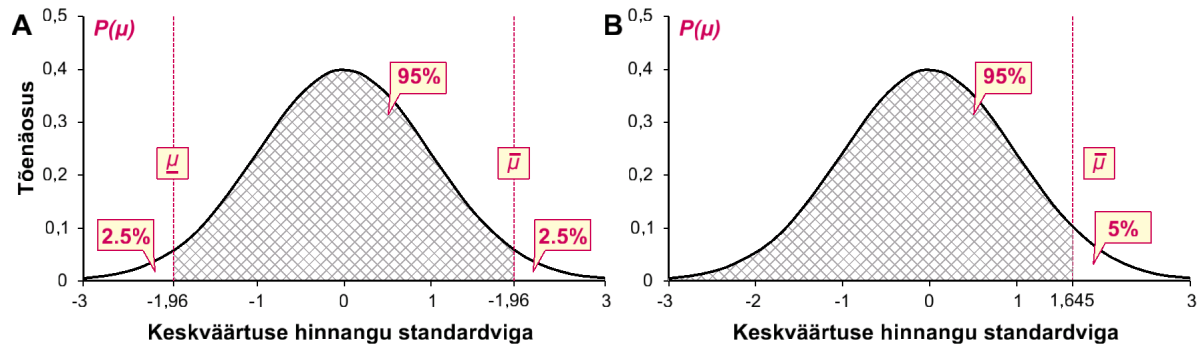 A
P(μ)
0,5
0,4
0,3
0,2
0,1
0
Tõenäosus
95%
μ
μ̅
2.5%
2.5%
-3 -1,96 -1 0 1 -1,96 3
Keskväärtuse hinnangu standardviga
B
P(μ)
0,5
0,4
0,3
0,2
0,1
0
95%
μ̅
5%
-3 -2 -1 0 1 1,645 3
Keskväärtuse hinnangu standardviga